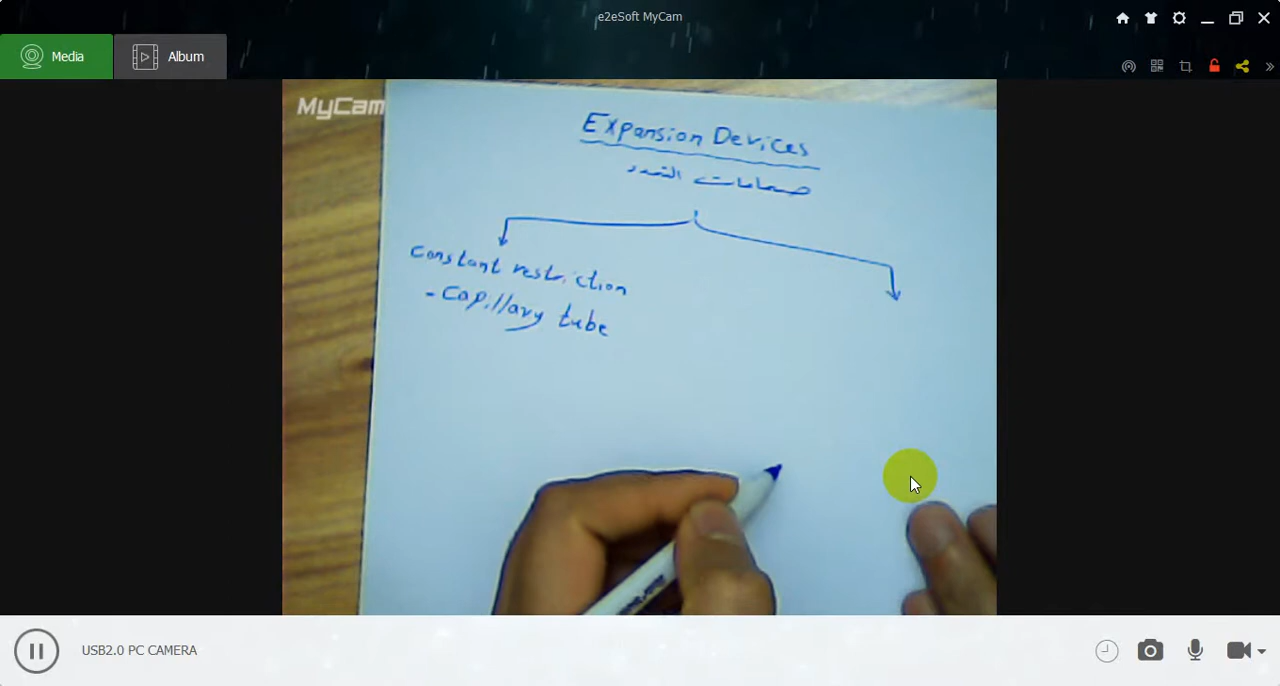 e2eSoft MyCam
Media
Album
MyCam
Expansion Devices
صمامات التمدد
constant restriction
- Capillary tube
USB2.0 PC CAMERA